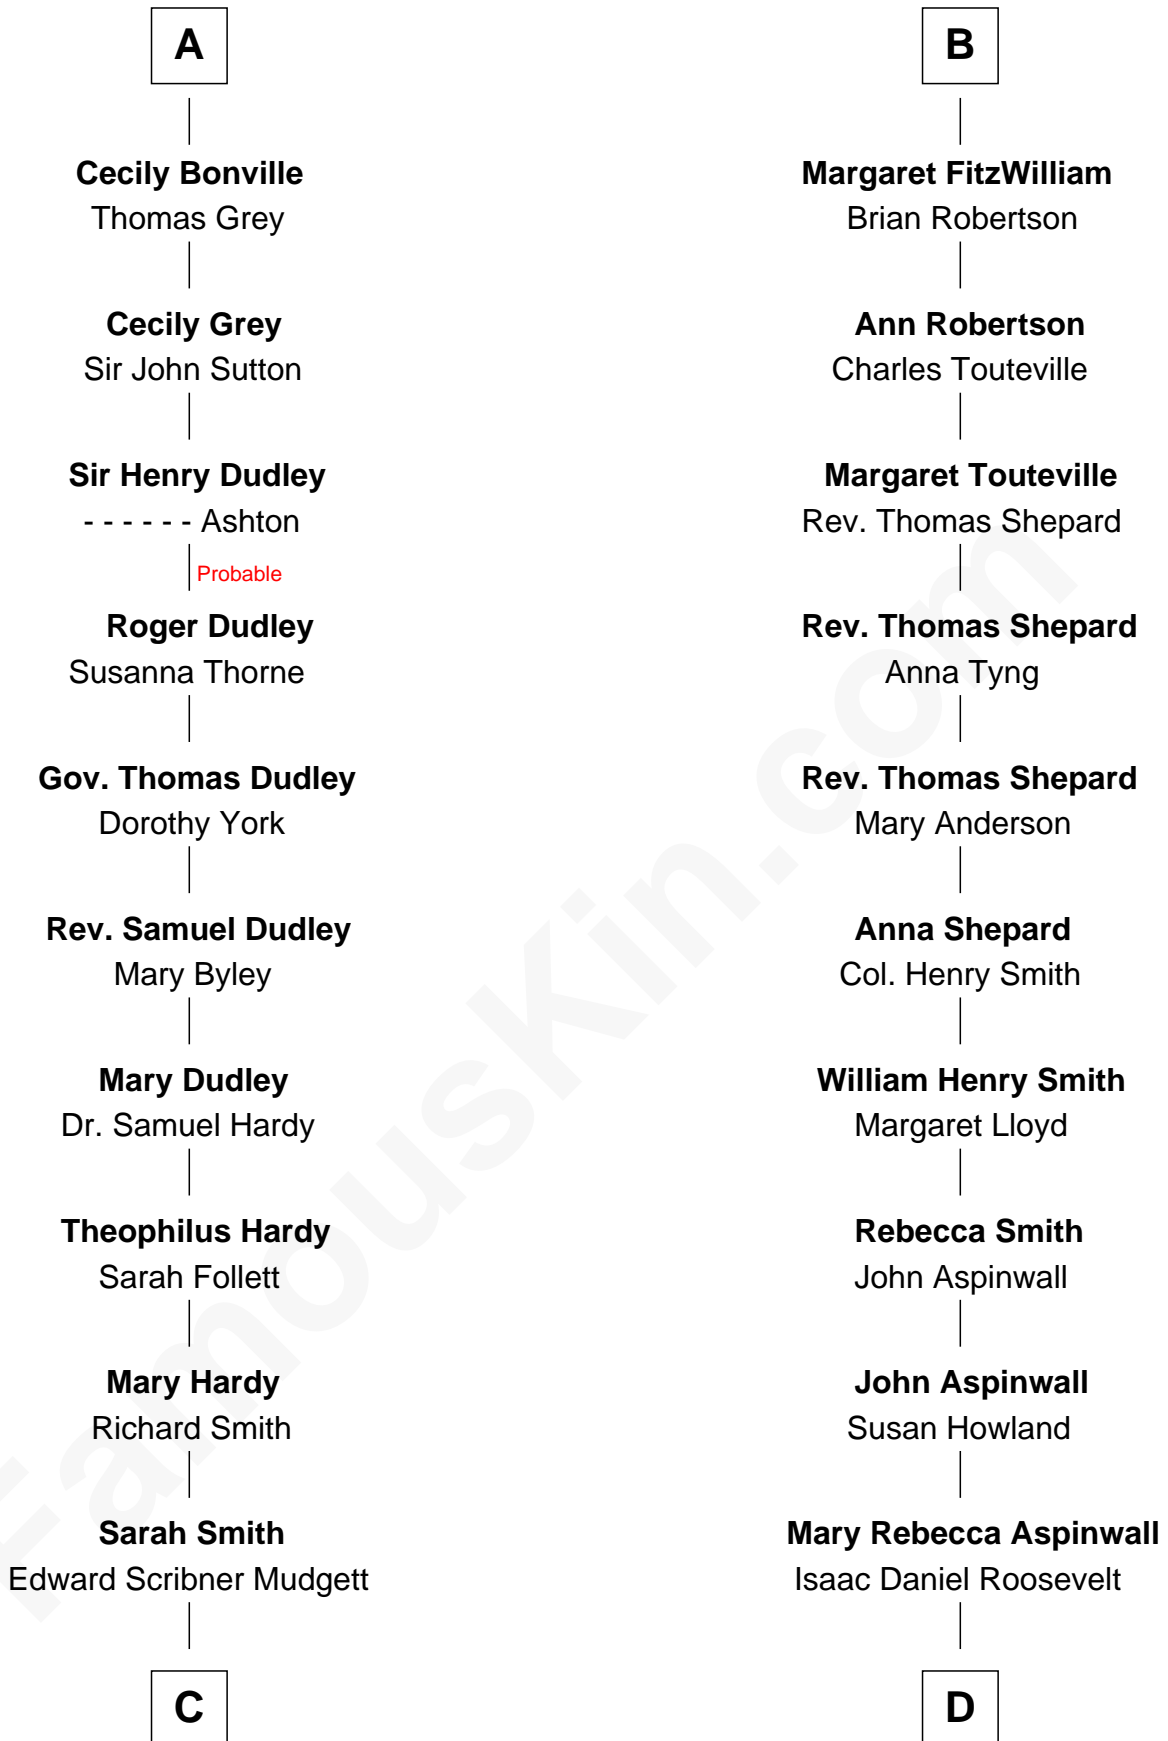 A
Cecily Bonville
Thomas Grey
Cecily Grey
Sir John Sutton
Sir Henry Dudley
- - - - - - Ashton
Probable
Roger Dudley
Susanna Thorne
Gov. Thomas Dudley
Dorothy York
Rev. Samuel Dudley
Mary Byley
Mary Dudley
Dr. Samuel Hardy
Theophilus Hardy
Sarah Follett
Mary Hardy
Richard Smith
Sarah Smith
Edward Scribner Mudgett
C
B
Margaret FitzWilliam
Brian Robertson
Ann Robertson
Charles Touteville
Margaret Touteville
Rev. Thomas Shepard
Rev. Thomas Shepard
Anna Tyng
Rev. Thomas Shepard
Mary Anderson
Anna Shepard
Col. Henry Smith
William Henry Smith
Margaret Lloyd
Rebecca Smith
John Aspinwall
John Aspinwall
Susan Howland
Mary Rebecca Aspinwall
Isaac Daniel Roosevelt
D
FamousKin.com